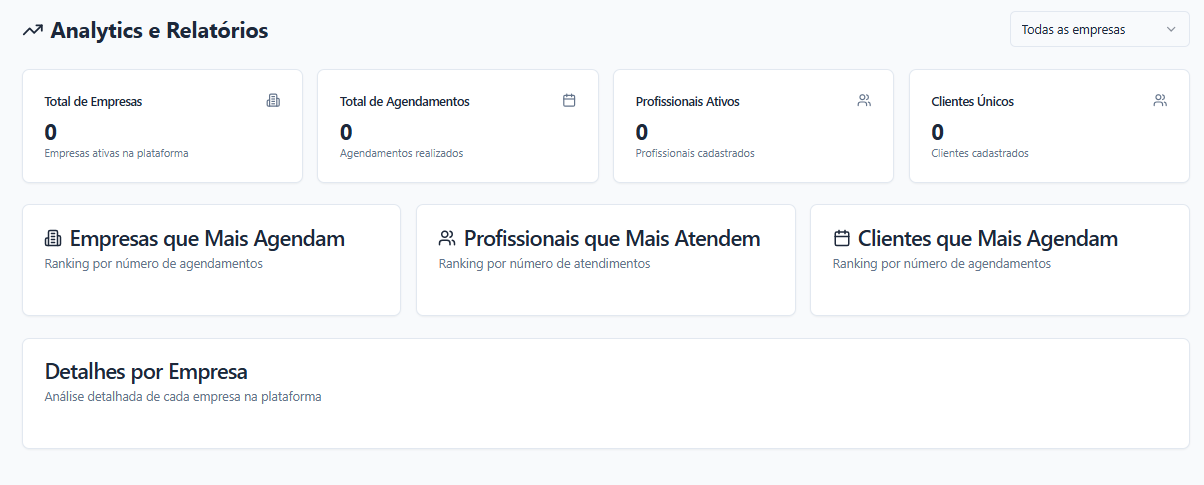 Analytics e Relatórios
Todas as empresas
Total de Empresas
0
Empresas ativas na plataforma
Total de Agendamentos
0
Agendamentos realizados
Profissionais Ativos
0
Profissionais cadastrados
Clientes Únicos
0
Clientes cadastrados
Empresas que Mais Agendam
Ranking por número de agendamentos
Profissionais que Mais Atendem
Ranking por número de atendimentos
Clientes que Mais Agendam
Ranking por número de agendamentos
Detalhes por Empresa
Análise detalhada de cada empresa na plataforma